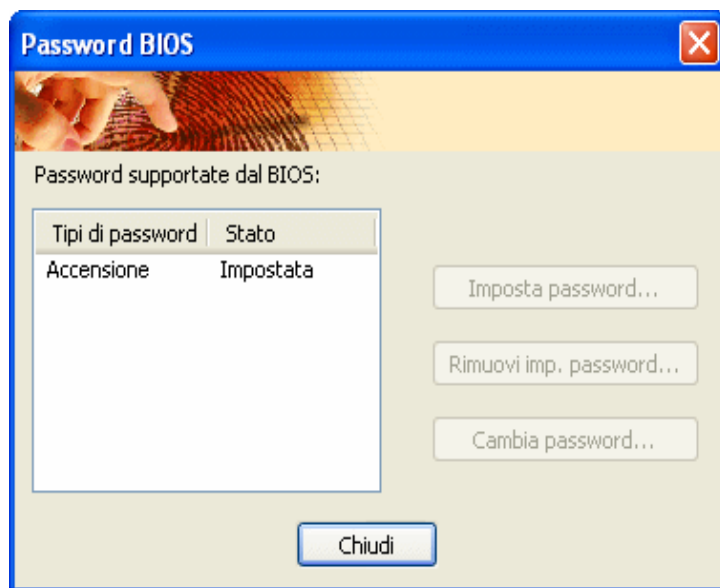 Password BIOS
Password supportate dal BIOS:
Tipi di password Stato
Accensione Impostata
Imposta password...
Rimuovi imp. password...
Cambia password...
Chiudi